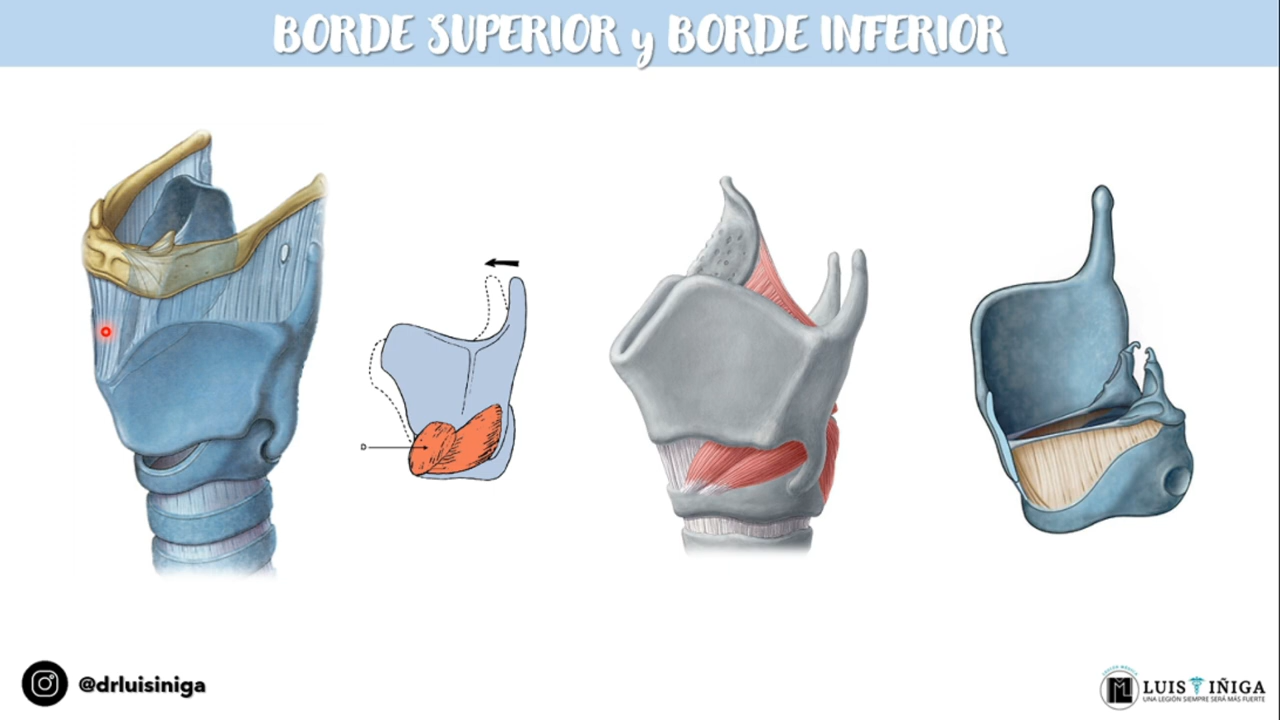 BORDE SUPERIOR y BORDE INFERIOR
D
@drluisiniga
LUIS IÑIGA
UNA LEGIÓN SIEMPRE SERÁ MÁS FUERTE